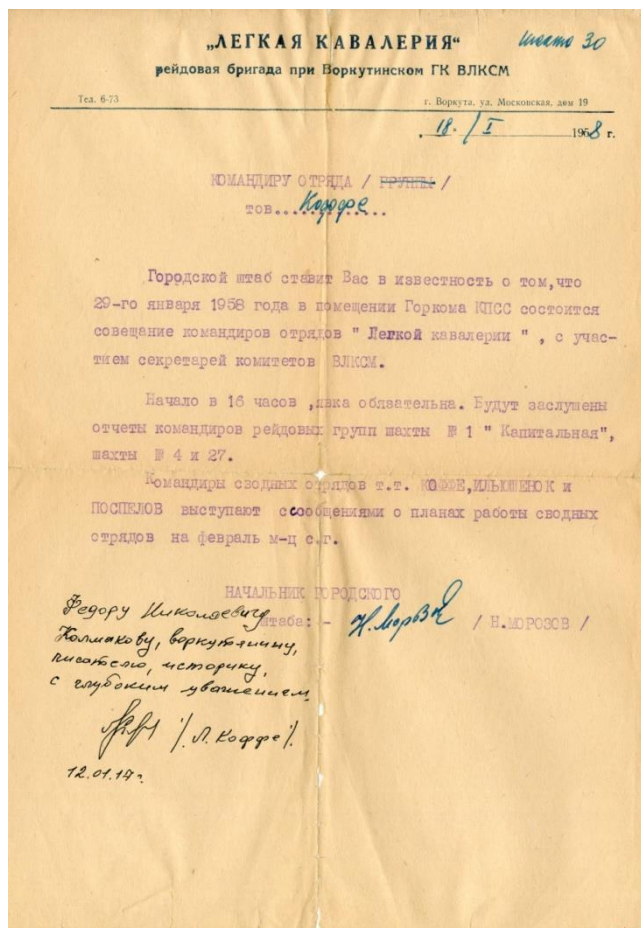 „ЛЕГКАЯ КАВАЛЕРИЯ“
рейдовая бригада при Воркутинском ГК ВЛКСМ
Тел. 6-73
г. Воркута, ул. Московская, дом 19
18. / I 1958 г.
КОМАНДИРУ ОТРЯДА / ГРУППЫ /
тов. Коффе
Городской штаб ставит Вас в известность о том,что
29-го января 1958 года в помещении Горкома КПСС состоится
совещание командиров отрядов " Легкой кавалерии " , с учас-
тием секретарей комитетов ВЛКСМ.
Начало в 16 часов ,явка обязательна. Будут заслушены
отчеты командиров рейдовых групп шахты № 1 " Капитальная",
шахты № 4 и 27.
Командиры сводных отрядов т.т. КОФФЕ,ИЛЬЮШЕНОК и
ПОСПЕЛОВ выступают ссообщениями о планах работы сводных
отрядов на февраль м-ц с.г.
НАЧАЛЬНИК ГОРОДСКОГО
штаба: - Н.Морозов / Н.МОРОЗОВ /
Федору Николаевичу
Колмакову, воркутянину,
писателю, историку,
с глубоким уважением.
/Л. Коффе/.
12.01.17г.